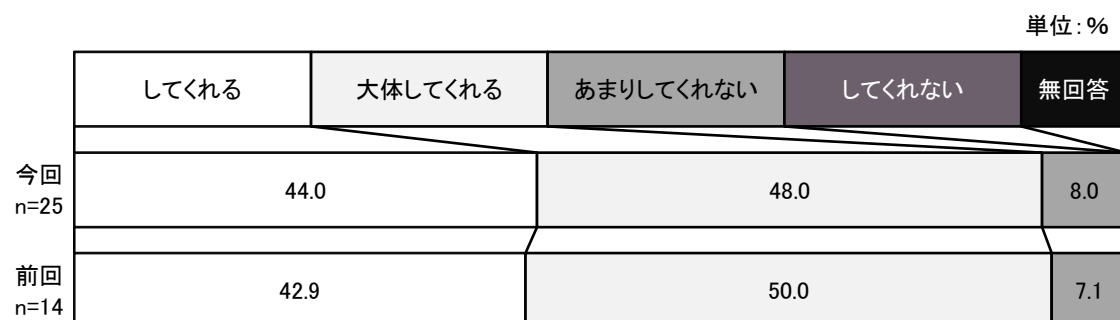 単位：%
してくれる 大体してくれる あまりしてくれない してくれない 無回答
今回
n=25
44.0 48.0 8.0
前回
n=14
42.9 50.0 7.1